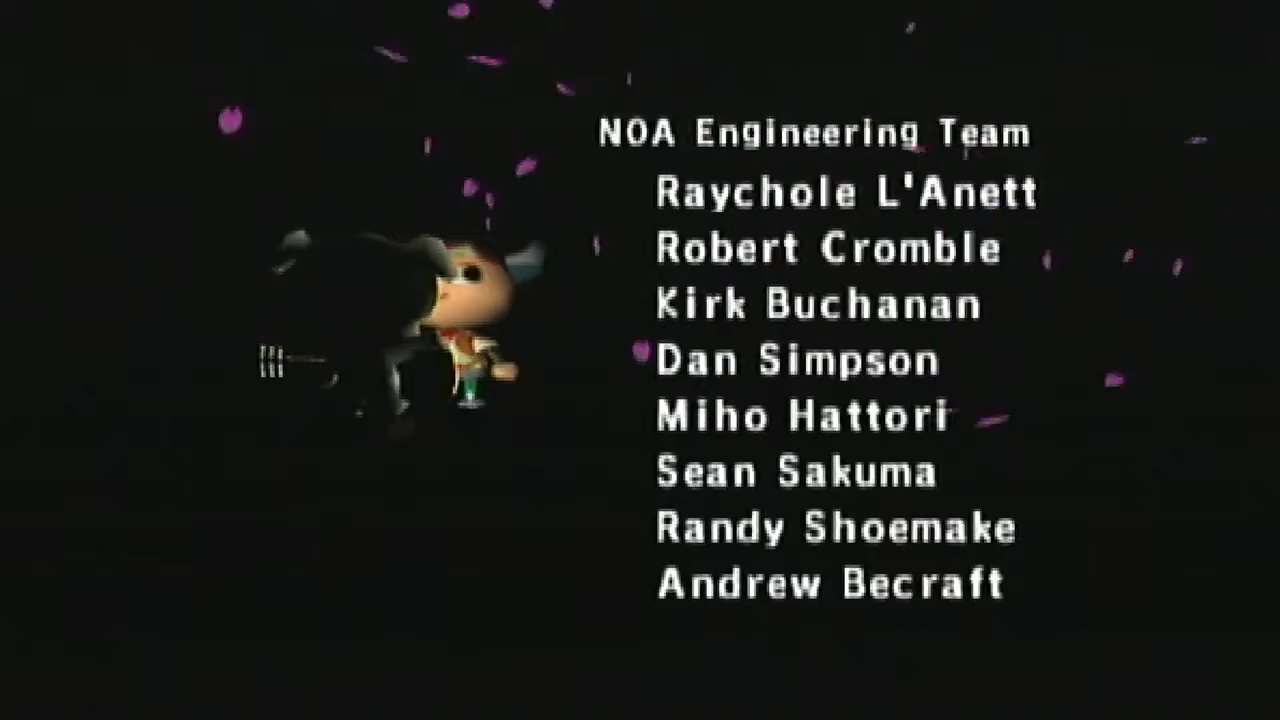 NOA Engineering Team
Raychole L'Anett
Robert Cromble
Kirk Buchanan
Dan Simpson
Miho Hattori
Sean Sakuma
Randy Shoemake
Andrew Becraft